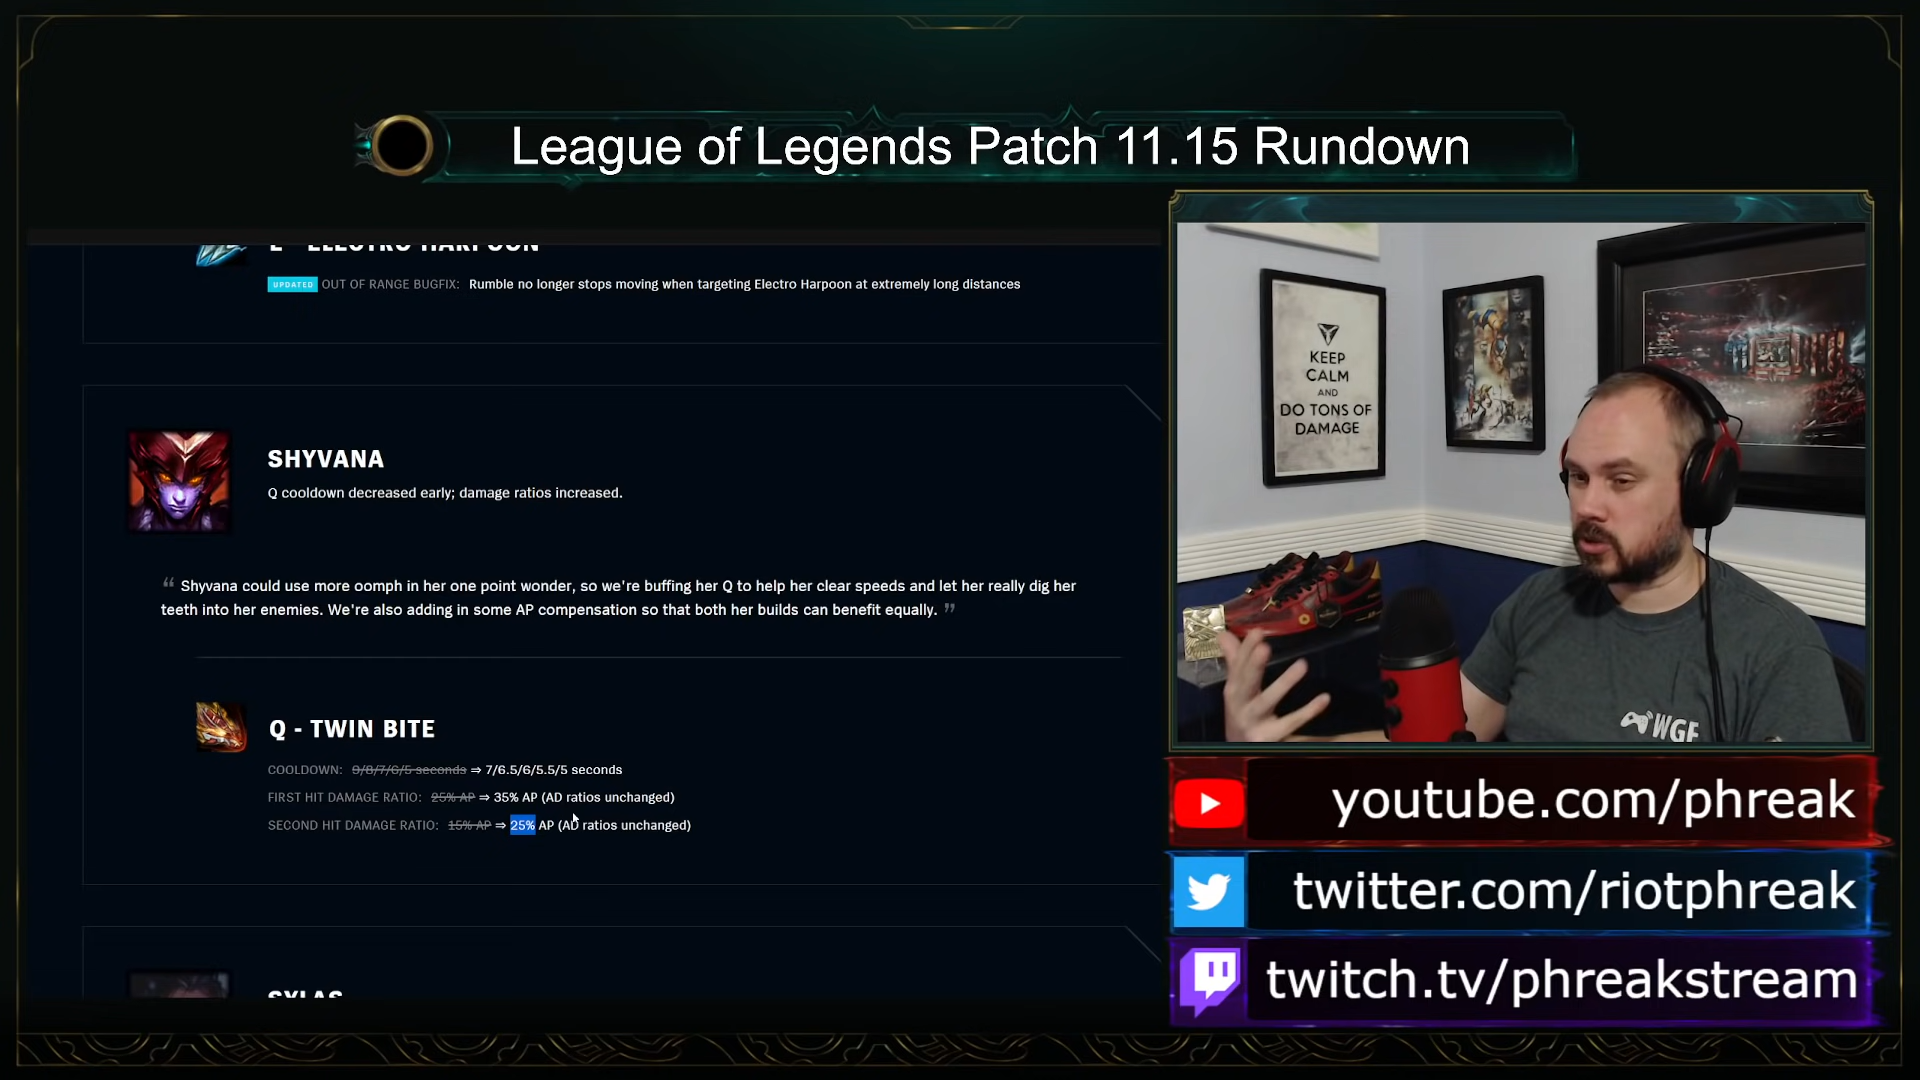 League of Legends Patch 11.15 Rundown
E - ELECTRO HARPOON
UPDATED OUT OF RANGE BUGFIX: Rumble no longer stops moving when targeting Electro Harpoon at extremely long distances
SHYVANA
Q cooldown decreased early; damage ratios increased.
“ Shyvana could use more oomph in her one point wonder, so we're buffing her Q to help her clear speeds and let her really dig her
teeth into her enemies. We're also adding in some AP compensation so that both her builds can benefit equally. ”
Q - TWIN BITE
COOLDOWN: 9/8/7/6/5 seconds ⇒ 7/6.5/6/5.5/5 seconds
FIRST HIT DAMAGE RATIO: 25% AP ⇒ 35% AP (AD ratios unchanged)
SECOND HIT DAMAGE RATIO: 15% AP ⇒ 25% AP (AD ratios unchanged)
SYLAS
KEEP
CALM
AND
DO TONS OF
DAMAGE
WGF
youtube.com/phreak
twitter.com/riotphreak
twitch.tv/phreakstream